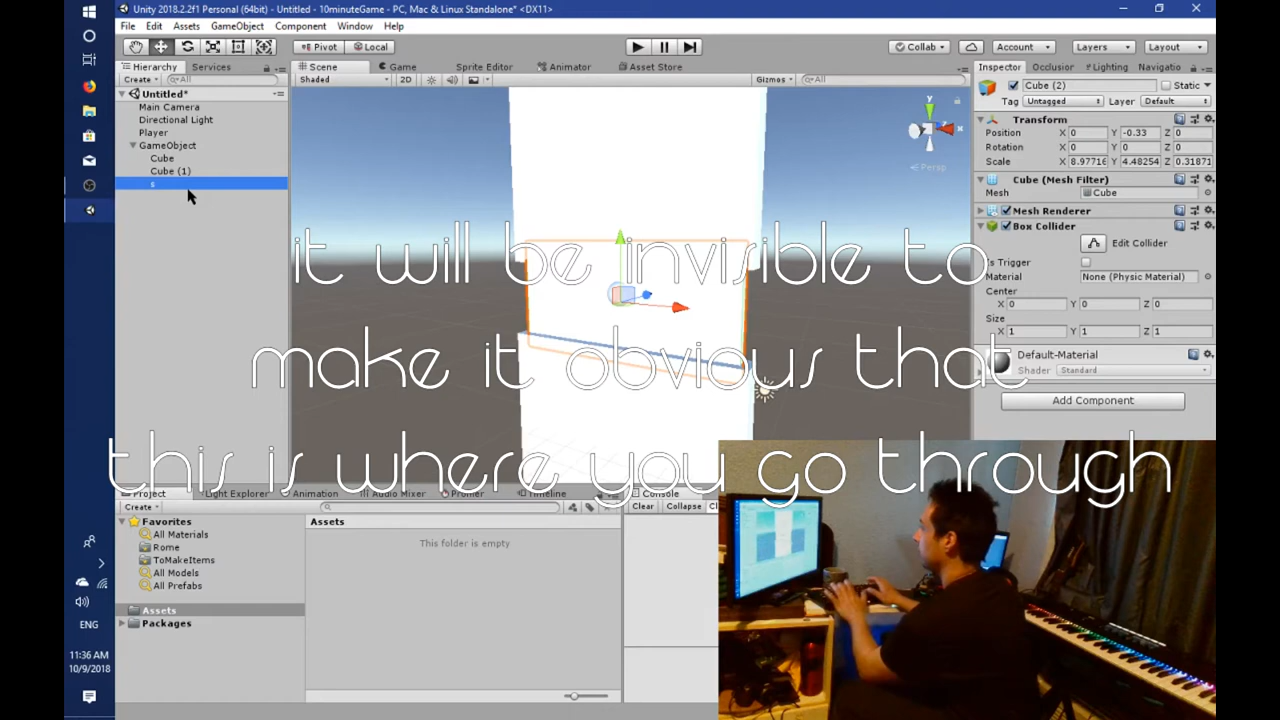 Unity 2018.2.2f1 Personal (64bit) - Untitled - 10minuteGame - PC, Mac & Linux Standalone* <DX11>
File Edit Assets GameObject Component Window Help
Pivot Local Collab Account Layers Layout
Hierarchy Services Scene Game Sprite Editor Animator Asset Store Inspector Occlusior Lighting Navigatio
Create All Shaded 2D Gizmos All Cube (2) Static
Untitled* Tag Untagged Layer Default
Main Camera
Directional Light y Transform
Player x Position X 0 Y -0.33 Z 0
GameObject Rotation X 0 Y 0 Z 0
Cube Persp Scale X 8.97716 Y 4.48254 Z 0.31871
Cube (1) Cube (Mesh Filter)
s Mesh Cube
Mesh Renderer
Box Collider
Edit Collider
it will be invisible to
Is Trigger
Material None (Physic Material)
Center
X 0 Y 0 Z 0
Size
X 1 Y 1 Z 1
make it obvious that
Default-Material
Shader Standard
Add Component
this is where you go through
Project Light Explorer Animation Audio Mixer Profiler Timeline Console
Create Clear Collapse
Favorites Assets
All Materials This folder is empty
Rome
ToMakeItems
All Models
All Prefabs
Assets
Packages
ENG
11:36 AM
10/9/2018